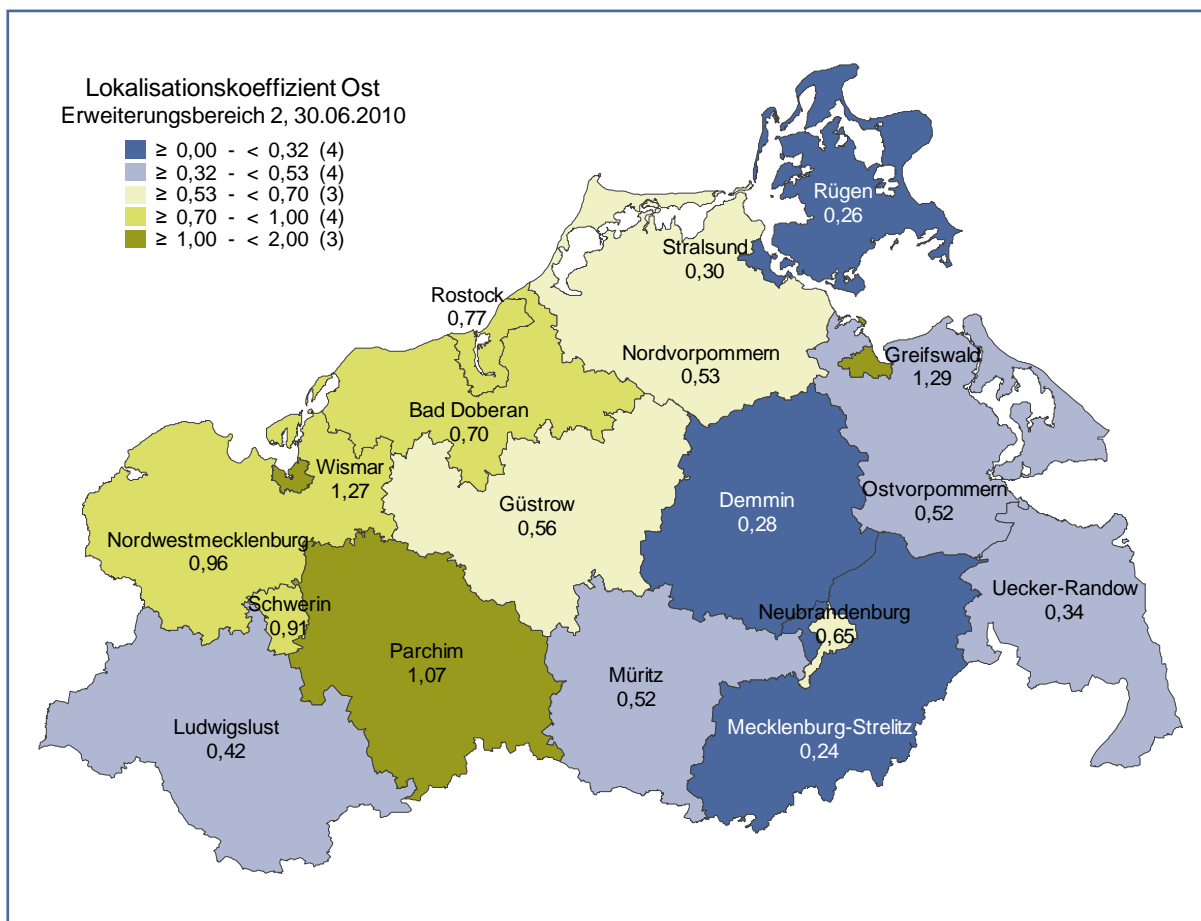 Lokalisationskoeffizient Ost
Erweiterungsbereich 2, 30.06.2010
≥ 0,00 - < 0,32 (4)
≥ 0,32 - < 0,53 (4)
≥ 0,53 - < 0,70 (3)
≥ 0,70 - < 1,00 (4)
≥ 1,00 - < 2,00 (3)
Rügen
0,26
Stralsund
0,30
Rostock
0,77
Nordvorpommern
0,53
Greifswald
1,29
Bad Doberan
0,70
Wismar
1,27
Güstrow
0,56
Demmin
0,28
Ostvorpommern
0,52
Nordwestmecklenburg
0,96
Schwerin
0,91
Neubrandenburg
0,65
Uecker-Randow
0,34
Parchim
1,07
Müritz
0,52
Ludwigslust
0,42
Mecklenburg-Strelitz
0,24